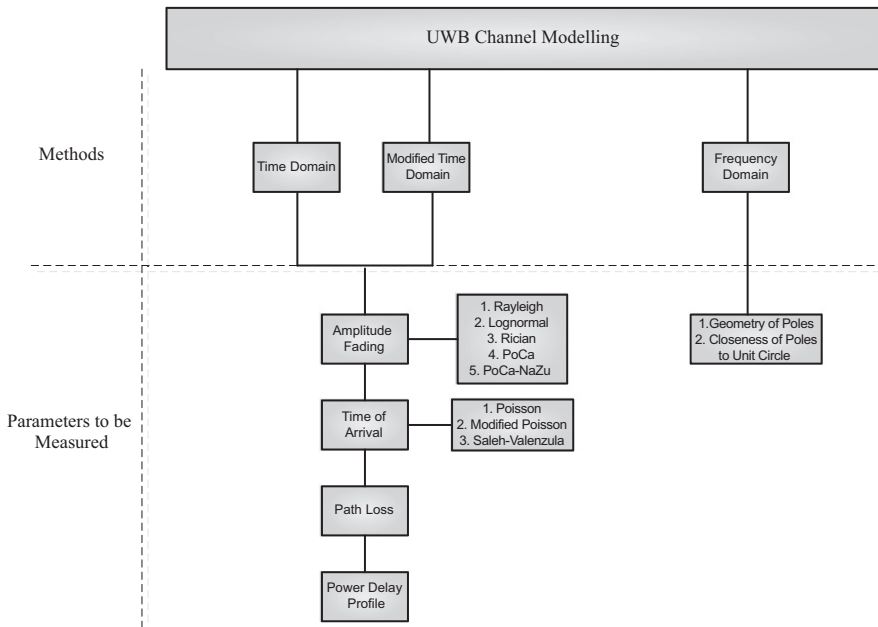 UWB Channel Modelling
Methods
Time Domain
Modified Time
Domain
Frequency
Domain
Parameters to be
Measured
Amplitude
Fading
1. Rayleigh
2. Lognormal
3. Rician
4. PoCa
5. PoCa-NaZu
1.Geometry of Poles
2. Closeness of Poles
to Unit Circle
Time of
Arrival
1. Poisson
2. Modified Poisson
3. Saleh-Valenzula
Path Loss
Power Delay
Profile